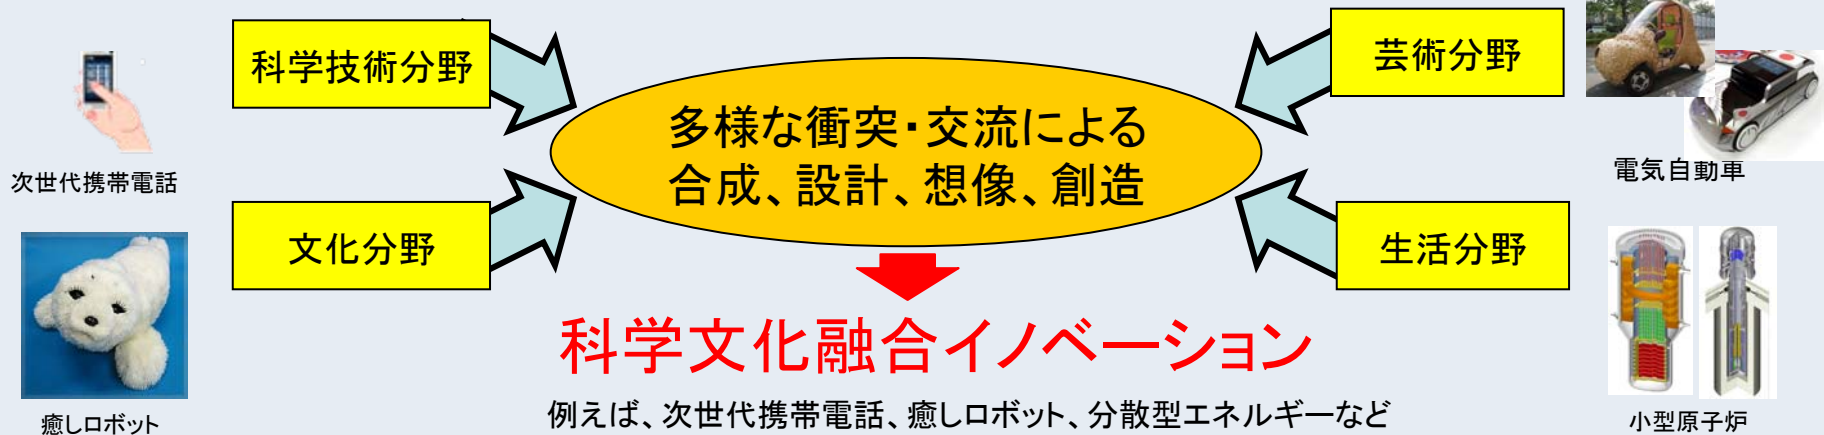 科学技術分野
芸術分野
多様な衝突・交流による
合成、設計、想像、創造
次世代携帯電話
電気自動車
文化分野
生活分野
科学文化融合イノベーション
例えば、次世代携帯電話、癒しロボット、分散型エネルギーなど
癒しロボット
小型原子炉